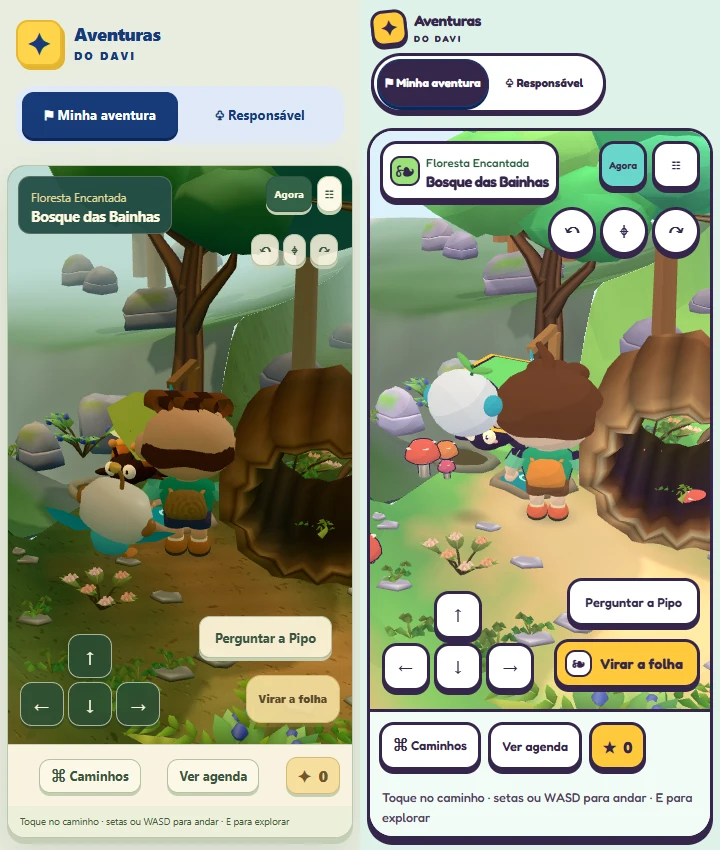 Aventuras
DO DAVI
Minha aventura
Responsável
Floresta Encantada
Bosque das Bainhas
Agora
Perguntar a Pipo
Virar a folha
Caminhos
Ver agenda
0
Toque no caminho · setas ou WASD para andar · E para explorar
Aventuras
DO DAVI
Minha aventura
Responsável
Floresta Encantada
Bosque das Bainhas
Agora
Perguntar a Pipo
Virar a folha
Caminhos
Ver agenda
0
Toque no caminho · setas ou WASD para andar · E para
explorar